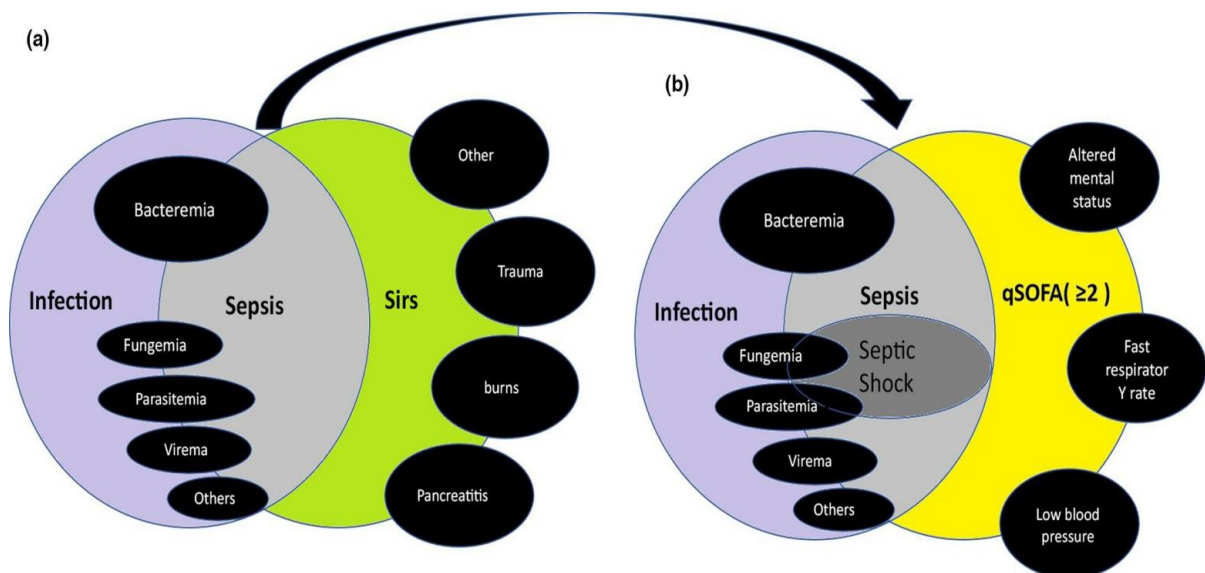 (a)
Other
Bacteremia
Trauma
Infection
Sepsis
Sirs
Fungemia
burns
Parasitemia
Virema
Others
Pancreatitis
(b)
Altered
mental
status
Bacteremia
Infection
Sepsis
qSOFA( ≥2 )
Fungemia
Septic
Shock
Fast
respirator
Y rate
Parasitemia
Virema
Others
Low blood
pressure